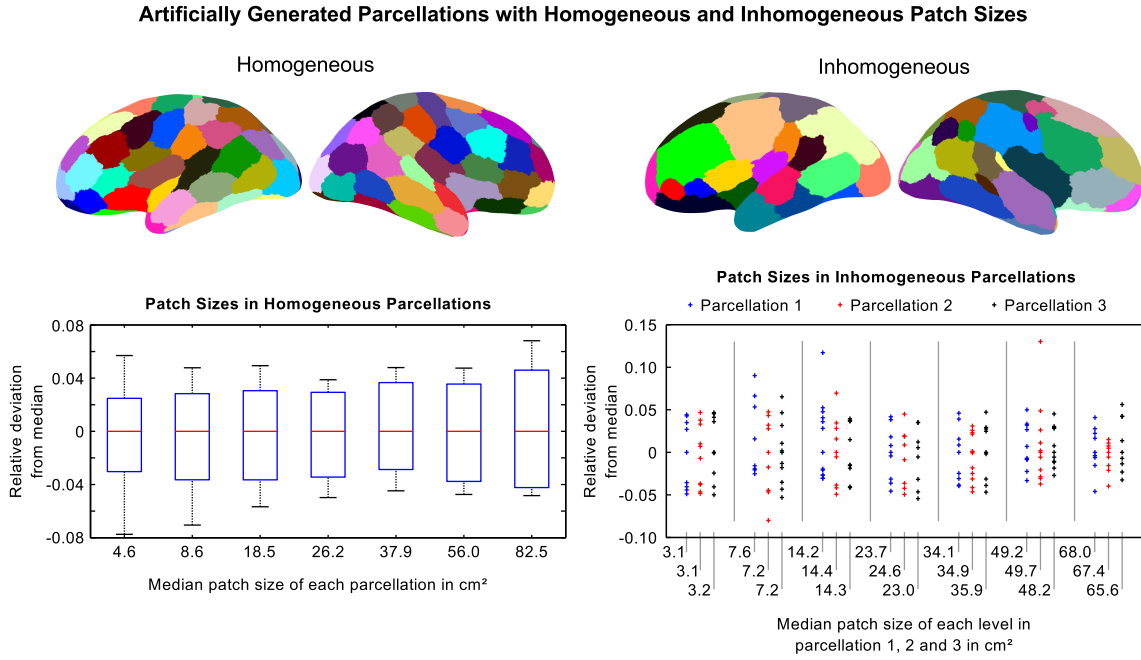 Artificially Generated Parcellations with Homogeneous and Inhomogeneous Patch Sizes
Homogeneous
Inhomogeneous
Patch Sizes in Homogeneous Parcellations
0.08
0.04
0
-0.04
-0.08
Relative deviation
from median
4.6 8.6 18.5 26.2 37.9 56.0 82.5
Median patch size of each parcellation in cm²
Patch Sizes in Inhomogeneous Parcellations
Parcellation 1 Parcellation 2 Parcellation 3
0.15
0.10
0.05
0
-0.05
-0.10
Relative deviation
from median
3.1 7.6 14.2 23.7 34.1 49.2 68.0
3.1 7.2 14.4 24.6 34.9 49.7 67.4
3.2 7.2 14.3 23.0 35.9 48.2 65.6
Median patch size of each level in
parcellation 1, 2 and 3 in cm²